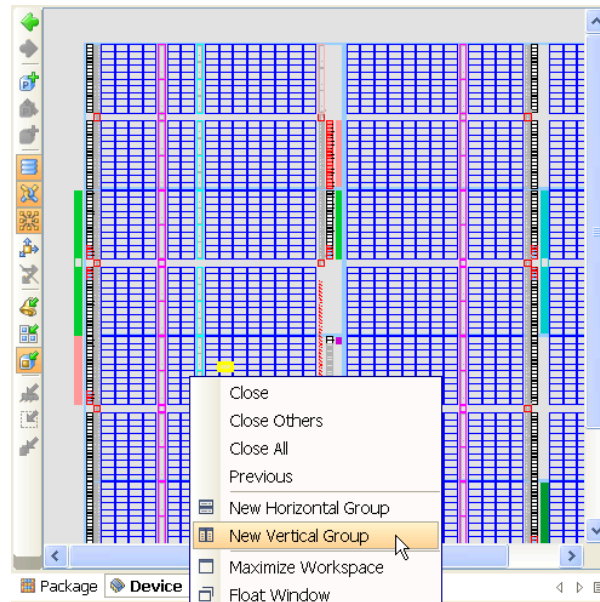 Close
Close Others
Close All
Previous
New Horizontal Group
New Vertical Group
Maximize Workspace
Float Window
Package
Device